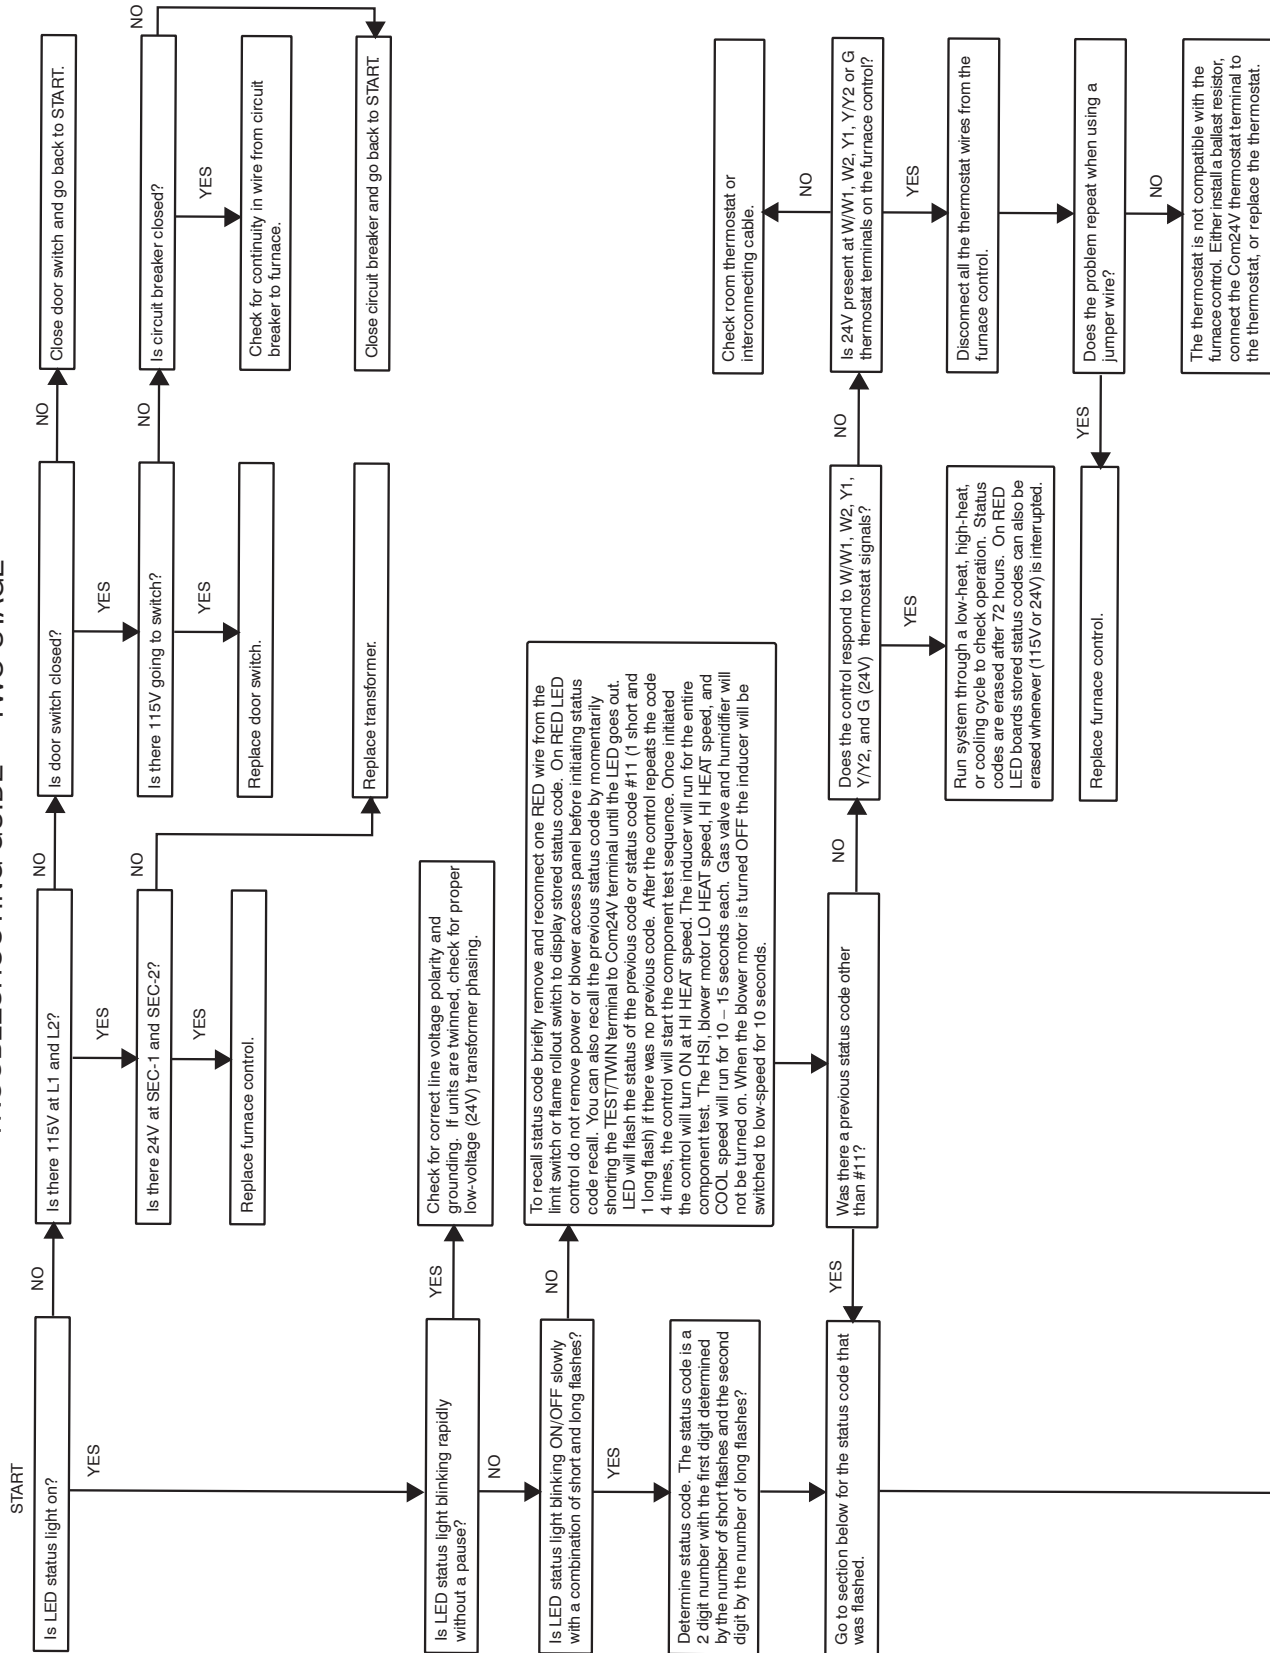 TROUBLESHOOTING GUIDE – TWO STAGE
START
Is LED status light on?
NO
Is there 115V at L1 and L2?
NO
Is door switch closed?
NO
Close door switch and go back to START.
YES
YES
YES
Is there 24V at SEC-1 and SEC-2?
NO
Is there 115V going to switch?
NO
Is circuit breaker closed?
NO
YES
YES
YES
Replace furnace control.
Replace door switch.
Check for continuity in wire from circuit
breaker to furnace.
Replace transformer.
Close circuit breaker and go back to START.
Is LED status light blinking rapidly
without a pause?
YES
Check for correct line voltage polarity and
grounding. If units are twinned, check for proper
low-voltage (24V) transformer phasing.
NO
Is LED status light blinking ON/OFF slowly
with a combination of short and long flashes?
NO
To recall status code briefly remove and reconnect one RED wire from the
limit switch or flame rollout switch to display stored status code. On RED LED
control do not remove power or blower access panel before initiating status
code recall. You can also recall the previous status code by momentarily
shorting the TEST/TWIN terminal to Com24V terminal until the LED goes out.
LED will flash the status of the previous code or status code #11 (1 short and
1 long flash) if there was no previous code. After the control repeats the code
4 times, the control will start the component test sequence. Once initiated
the control will turn ON at HI HEAT speed. The inducer will run for the entire
component test. The HSI, blower motor LO HEAT speed, HI HEAT speed, and
COOL speed will run for 10 – 15 seconds each. Gas valve and humidifier will
not be turned on. When the blower motor is turned OFF the inducer will be
switched to low-speed for 10 seconds.
YES
Determine status code. The status code is a
2 digit number with the first digit determined
by the number of short flashes and the second
digit by the number of long flashes?
Go to section below for the status code that
was flashed.
YES
Was there a previous status code other
than #11?
NO
Does the control respond to W/W1, W2, Y1,
Y/Y2, and G (24V) thermostat signals?
NO
Is 24V present at W/W1, W2, Y1, Y/Y2 or G
thermostat terminals on the furnace control?
NO
Check room thermostat or
interconnecting cable.
YES
YES
Run system through a low-heat, high-heat,
or cooling cycle to check operation. Status
codes are erased after 72 hours. On RED
LED boards stored status codes can also be
erased whenever (115V or 24V) is interrupted.
Disconnect all the thermostat wires from the
furnace control.
Does the problem repeat when using a
jumper wire?
YES
Replace furnace control.
NO
The thermostat is not compatible with the
furnace control. Either install a ballast resistor,
connect the Com24V thermostat terminal to
the thermostat, or replace the thermostat.